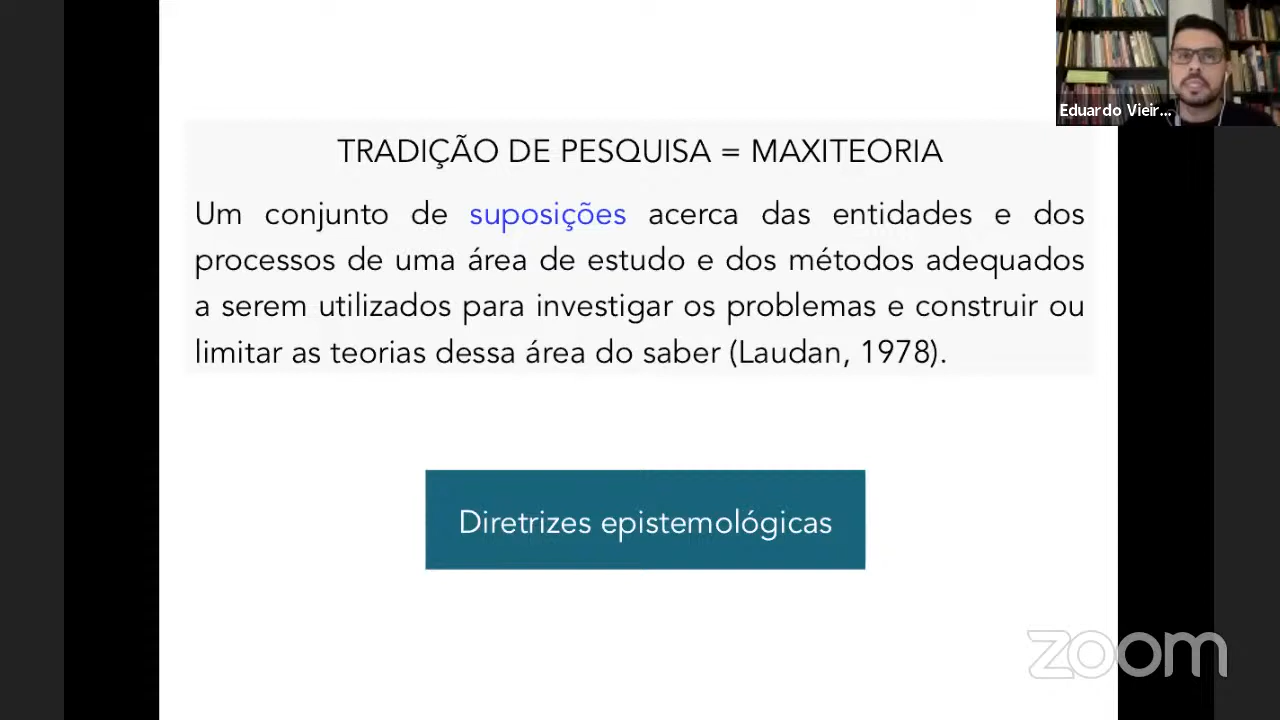 Eduardo Vieir...
TRADIÇÃO DE PESQUISA = MAXITEORIA
Um conjunto de suposições acerca das entidades e dos
processos de uma área de estudo e dos métodos adequados
a serem utilizados para investigar os problemas e construir ou
limitar as teorias dessa área do saber (Laudan, 1978).
Diretrizes epistemológicas
zoom